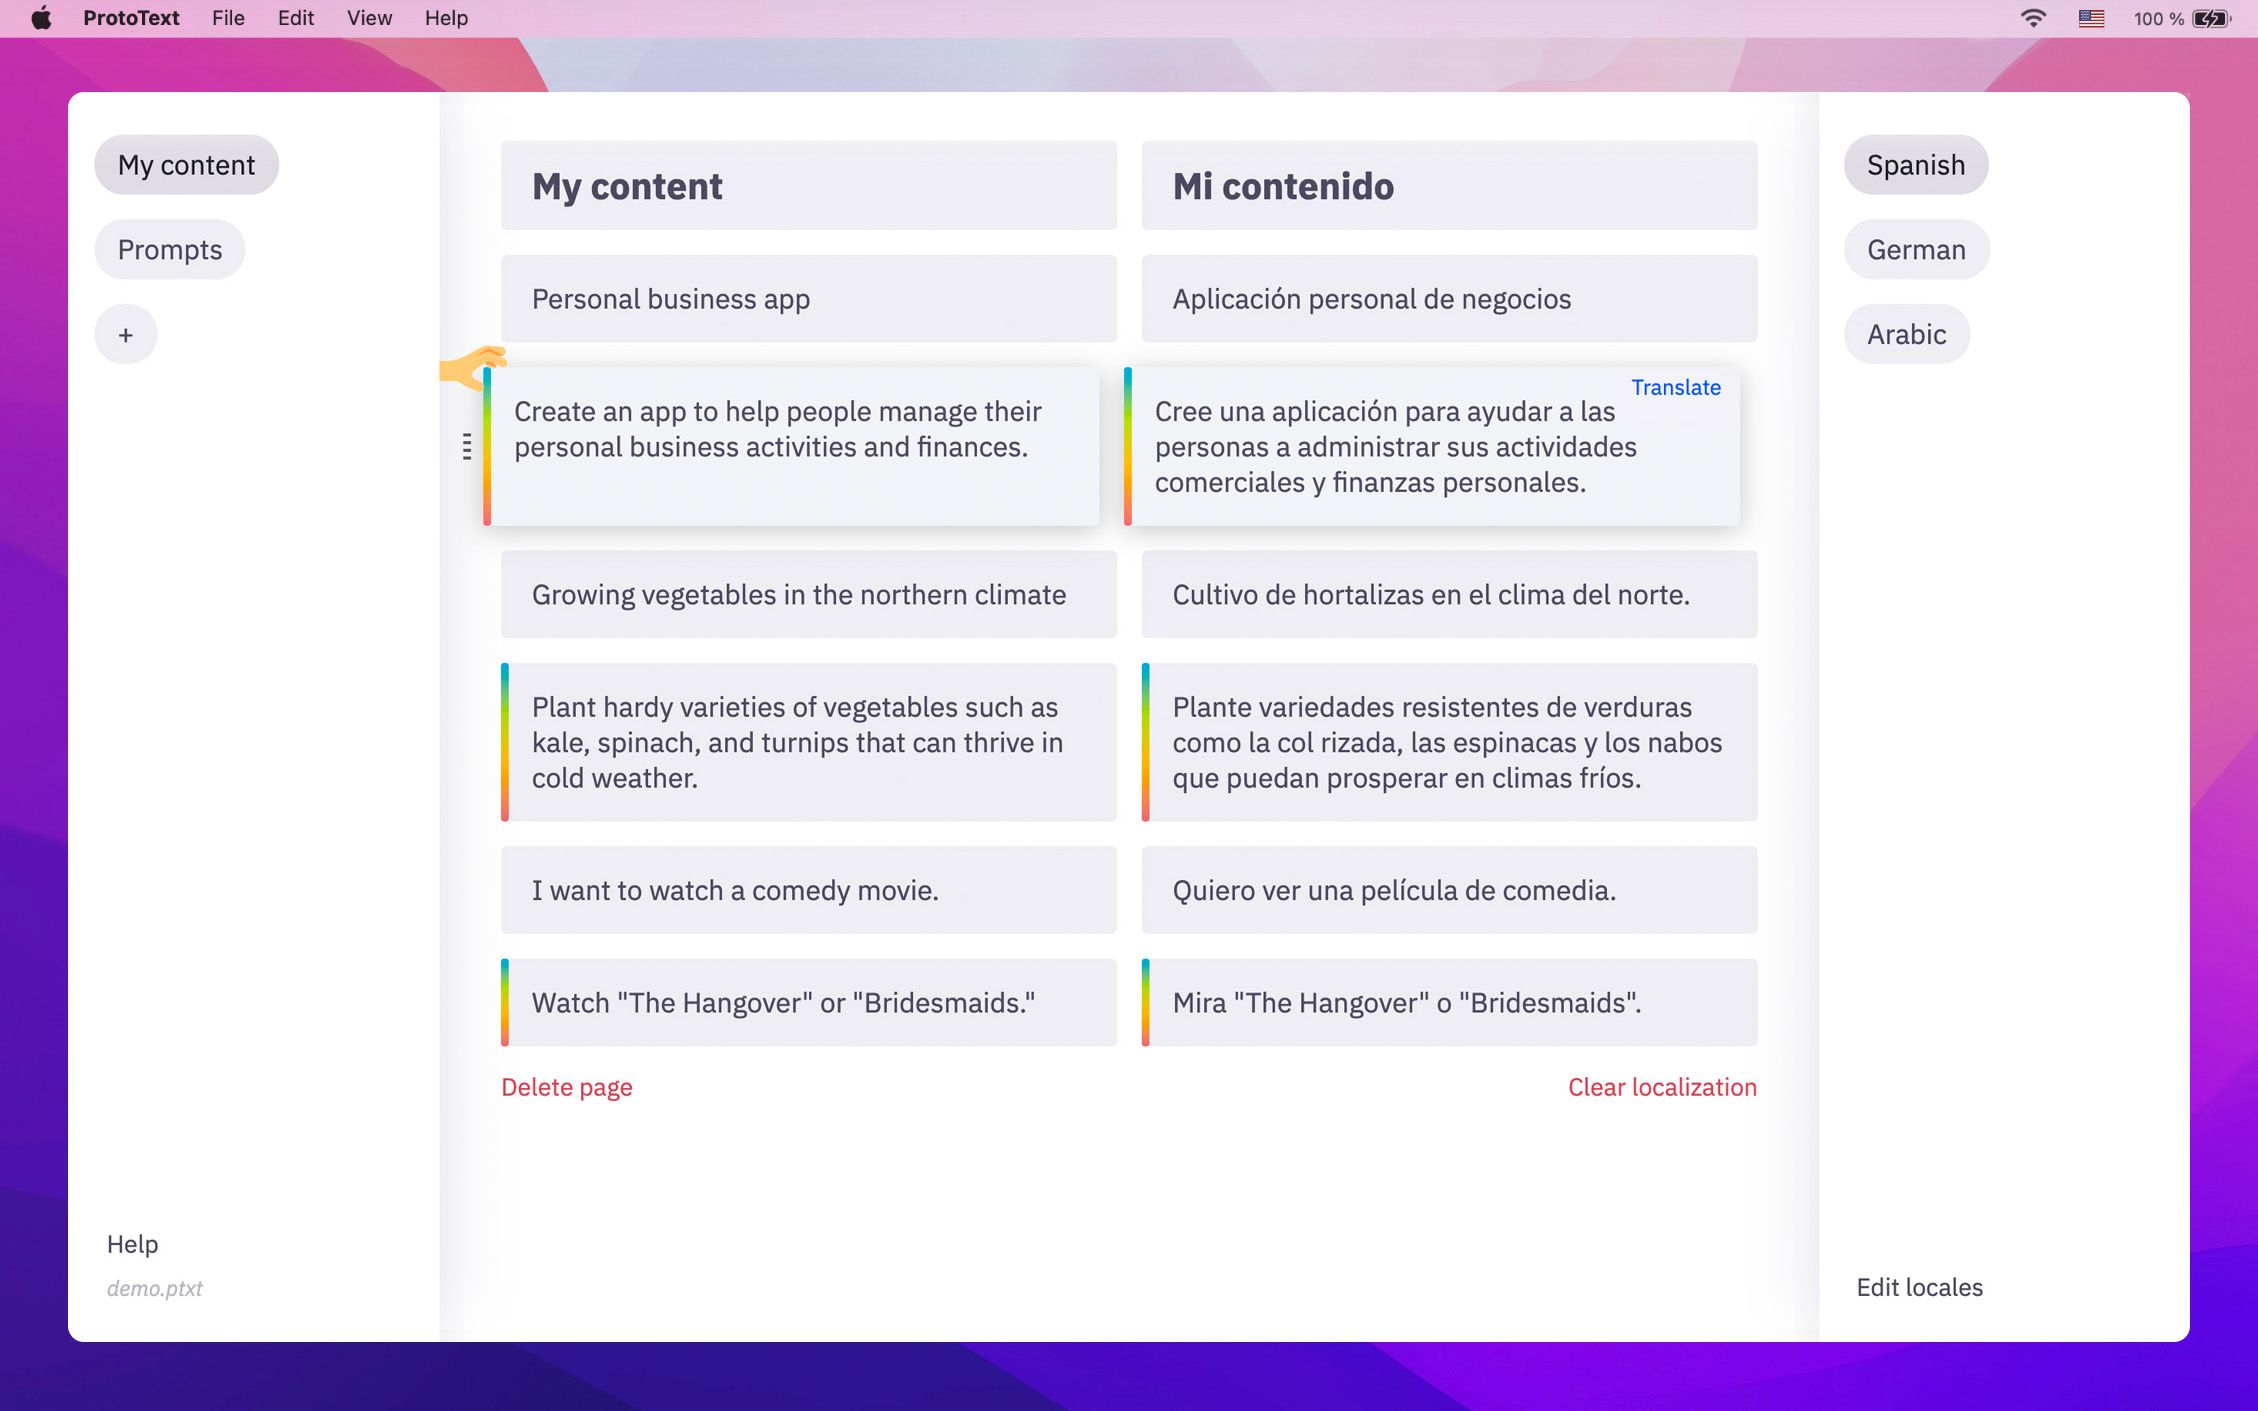 ProtoText File Edit View Help 100 %
My content
Prompts
+
Help
demo.ptxt
My content
Mi contenido
Personal business app
Aplicación personal de negocios
Create an app to help people manage their
personal business activities and finances.
Translate
Cree una aplicación para ayudar a las
personas a administrar sus actividades
comerciales y finanzas personales.
Growing vegetables in the northern climate
Cultivo de hortalizas en el clima del norte.
Plant hardy varieties of vegetables such as
kale, spinach, and turnips that can thrive in
cold weather.
Plante variedades resistentes de verduras
como la col rizada, las espinacas y los nabos
que puedan prosperar en climas fríos.
I want to watch a comedy movie.
Quiero ver una película de comedia.
Watch "The Hangover" or "Bridesmaids."
Mira "The Hangover" o "Bridesmaids".
Delete page
Clear localization
Spanish
German
Arabic
Edit locales